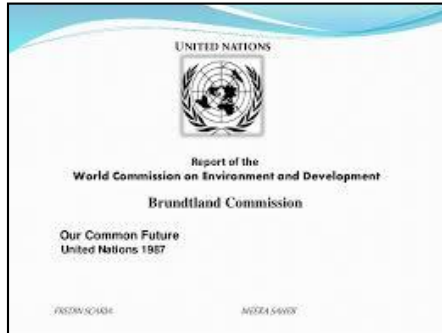 UNITED NATIONS
Report of the
World Commission on Environment and Development
Brundtland Commission
Our Common Future
United Nations 1987